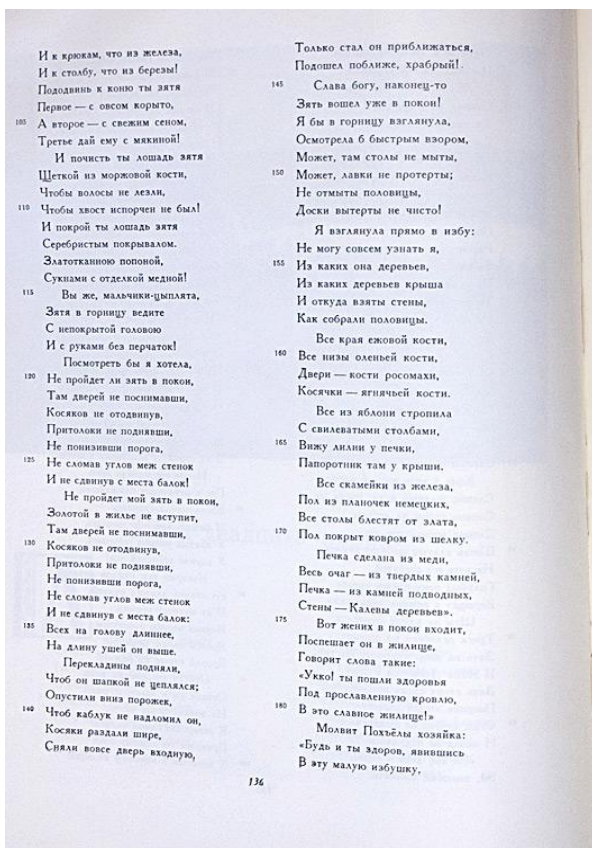 И к крюкам, что из железа,
И к столбу, что из березы!
Пододвинь к коню ты зятя
Первое — с овсом корыто,
105 А второе — с свежим сеном,
Третье дай ему с мякиной!
И почисть ты лошадь зятя
Щеткой из моржовой кости,
Чтобы волосы не лезли,
110 Чтобы хвост испорчен не был!
И покрой ты лошадь зятя
Серебристым покрывалом.
Златотканною попоной,
Сукнами с отделкой медной!
115 Вы же, мальчики-цыплята,
Зятя в горницу ведите
С непокрытой головою
И с руками без перчаток!
Посмотреть бы я хотела,
120 Не пройдет ли зять в покои,
Там дверей не поснимавши,
Косяков не отодвинув,
Притолоки не поднявши,
Не понизивши порога,
125 Не сломав углов меж стенок
И не сдвинув с места балок!
Не пройдет мой зять в покои,
Золотой в жилье не вступит,
Там дверей не поснимавши,
130 Косяков не отодвинув,
Притолоки не поднявши,
Не понизивши порога,
Не сломав углов меж стенок
И не сдвинув с места балок:
135 Всех на голову длиннее,
На длину ушей он выше.
Перекладины подняли,
Чтоб он шапкой не цеплялся;
Опустили вниз порожек,
140 Чтоб каблук не надломил он,
Косяки раздали шире,
Сняли вовсе дверь входную,
Только стал он приближаться,
Подошел поближе, храбрый!
145 Слава богу, наконец-то
Зять вошел уже в покои!
Я бы в горницу взглянула,
Осмотрела б быстрым взором,
Может, там столы не мыты,
150 Может, лавки не протерты;
Не отмыты половицы,
Доски вытерты не чисто!
Я взглянула прямо в избу:
Не могу совсем узнать я,
155 Из каких она деревьев,
Из каких деревьев крыша
И откуда взяты стены,
Как собрали половицы.
Все края ежовой кости,
160 Все низы оленьей кости,
Двери — кости росомахи,
Косячки — ягнячьей кости.
Все из яблони стропила
С свилеватыми столбами,
165 Вижу лилии у печки,
Папоротник там у крыши.
Все скамейки из железа,
Пол из планочек немецких,
Все столы блестят от злата,
170 Пол покрыт ковром из шелку.
Печка сделана из меди,
Весь очаг — из твердых камней,
Печка — из камней подводных,
Стены — Калевы деревьев».
175 Вот жених в покои входит,
Поспешает он в жилище,
Говорит слова такие:
«Укко! ты пошли здоровья
Под прославленную кровлю,
180 В это славное жилище!»
Молвит Похъёлы хозяйка:
«Будь и ты здоров, явившись
В эту малую избушку,
136